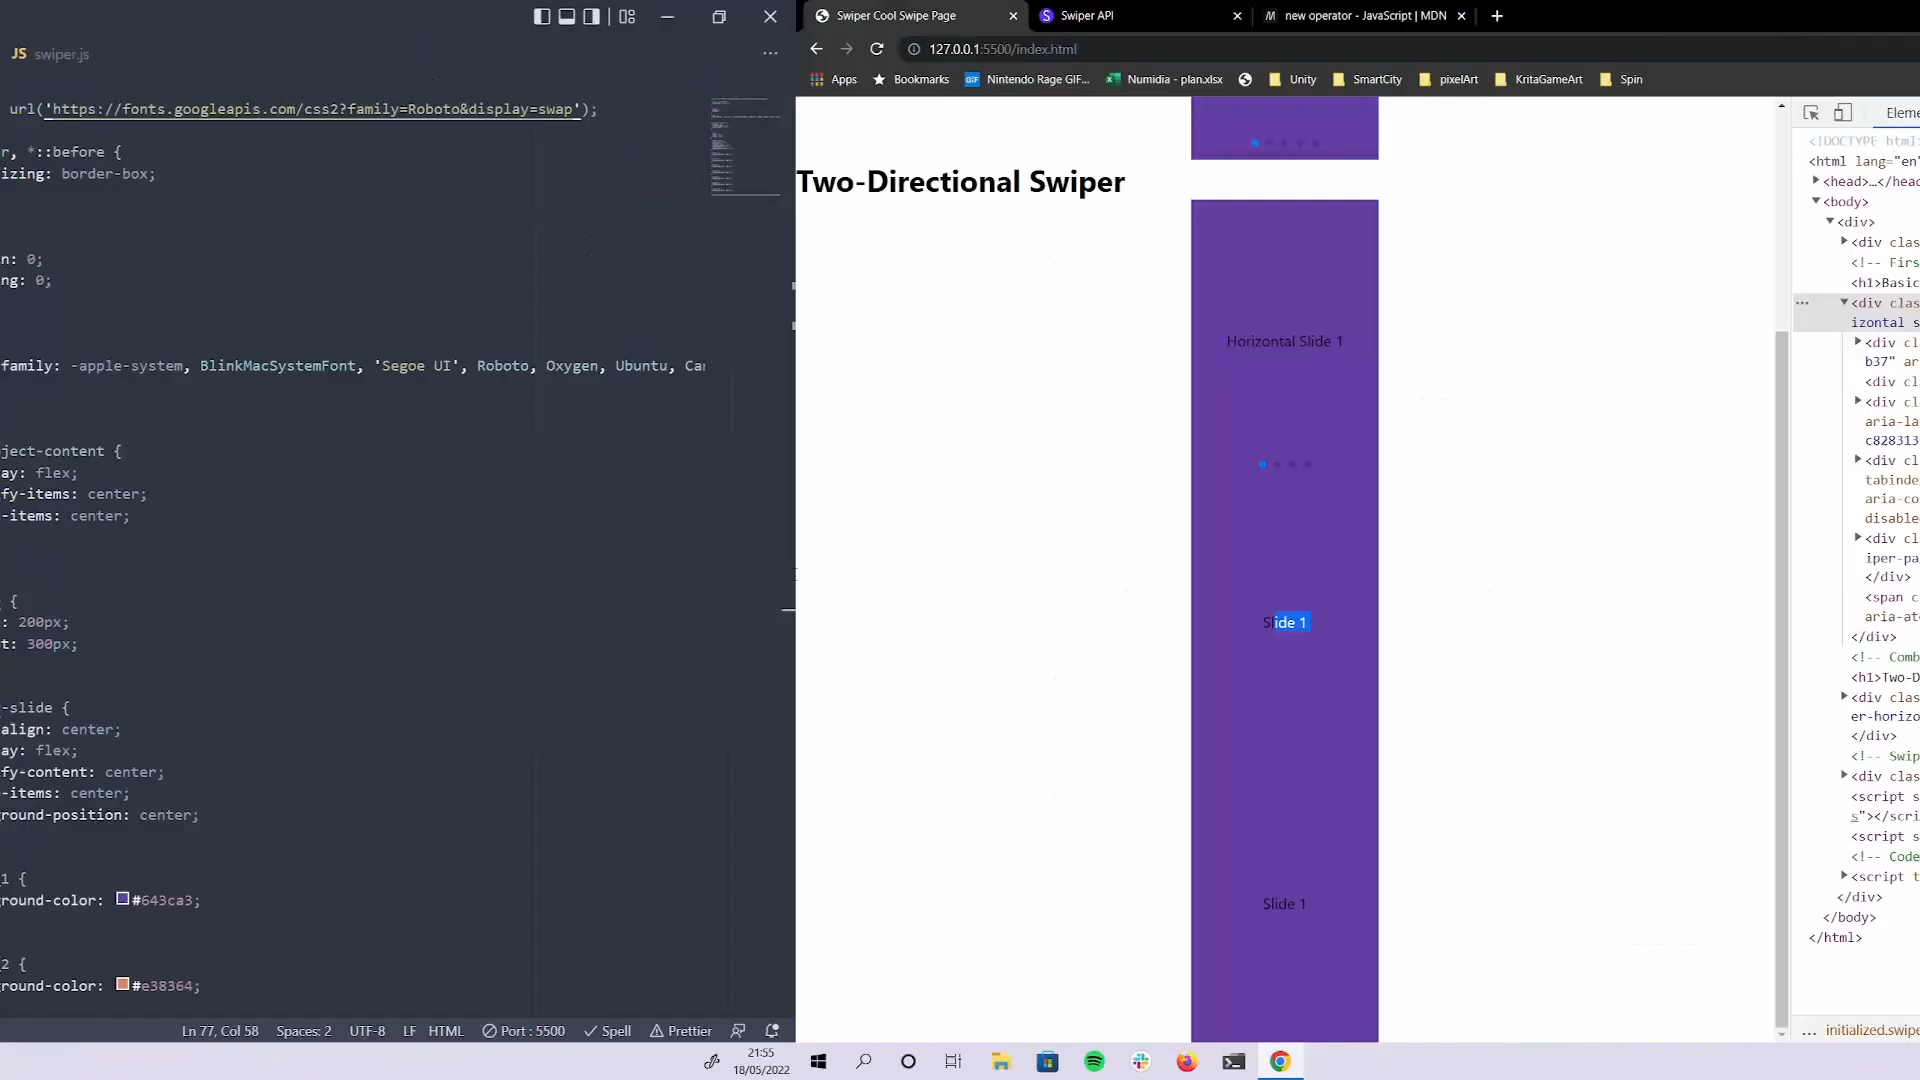 JS swiper.js
url('https://fonts.googleapis.com/css2?family=Roboto&display=swap');
r, *::before {
izing: border-box;
n: 0;
ng: 0;
family: -apple-system, BlinkMacSystemFont, 'Segoe UI', Roboto, Oxygen, Ubuntu, Car
ject-content {
ay: flex;
fy-items: center;
-items: center;
{
: 200px;
t: 300px;
-slide {
align: center;
ay: flex;
fy-content: center;
-items: center;
round-position: center;
_1 {
round-color: #643ca3;
_2 {
round-color: #e38364;
Ln 77, Col 58 Spaces: 2 UTF-8 LF HTML Port : 5500 Spell Prettier
Swiper Cool Swipe Page
Swiper API
new operator - JavaScript | MDN
127.0.0.1:5500/index.html
Apps Bookmarks GIF Nintendo Rage GIF... Numidia - plan.xlsx Unity SmartCity pixelArt KritaGameArt Spin
Two-Directional Swiper
Horizontal Slide 1
Slide 1
Slide 1
Eleme
<!DOCTYPE html
<html lang="en"
<head>…</head
<body>
<div>
<div clas
<!-- Firs
<h1>Basic
<div clas
izontal s
<div cl
b37" ar
<div cl
<div cl
aria-la
c828313
<div cl
tabinde
aria-co
disable
<div cl
iper-pa
</div>
<span c
aria-at
</div>
<!-- Comb
<h1>Two-D
<div clas
er-horizo
</div>
<!-- Swip
<div clas
<script s
s"></scri
<script s
<!-- Code
<script t
</div>
</body>
</html>
... initialized.swipe
21:55
18/05/2022